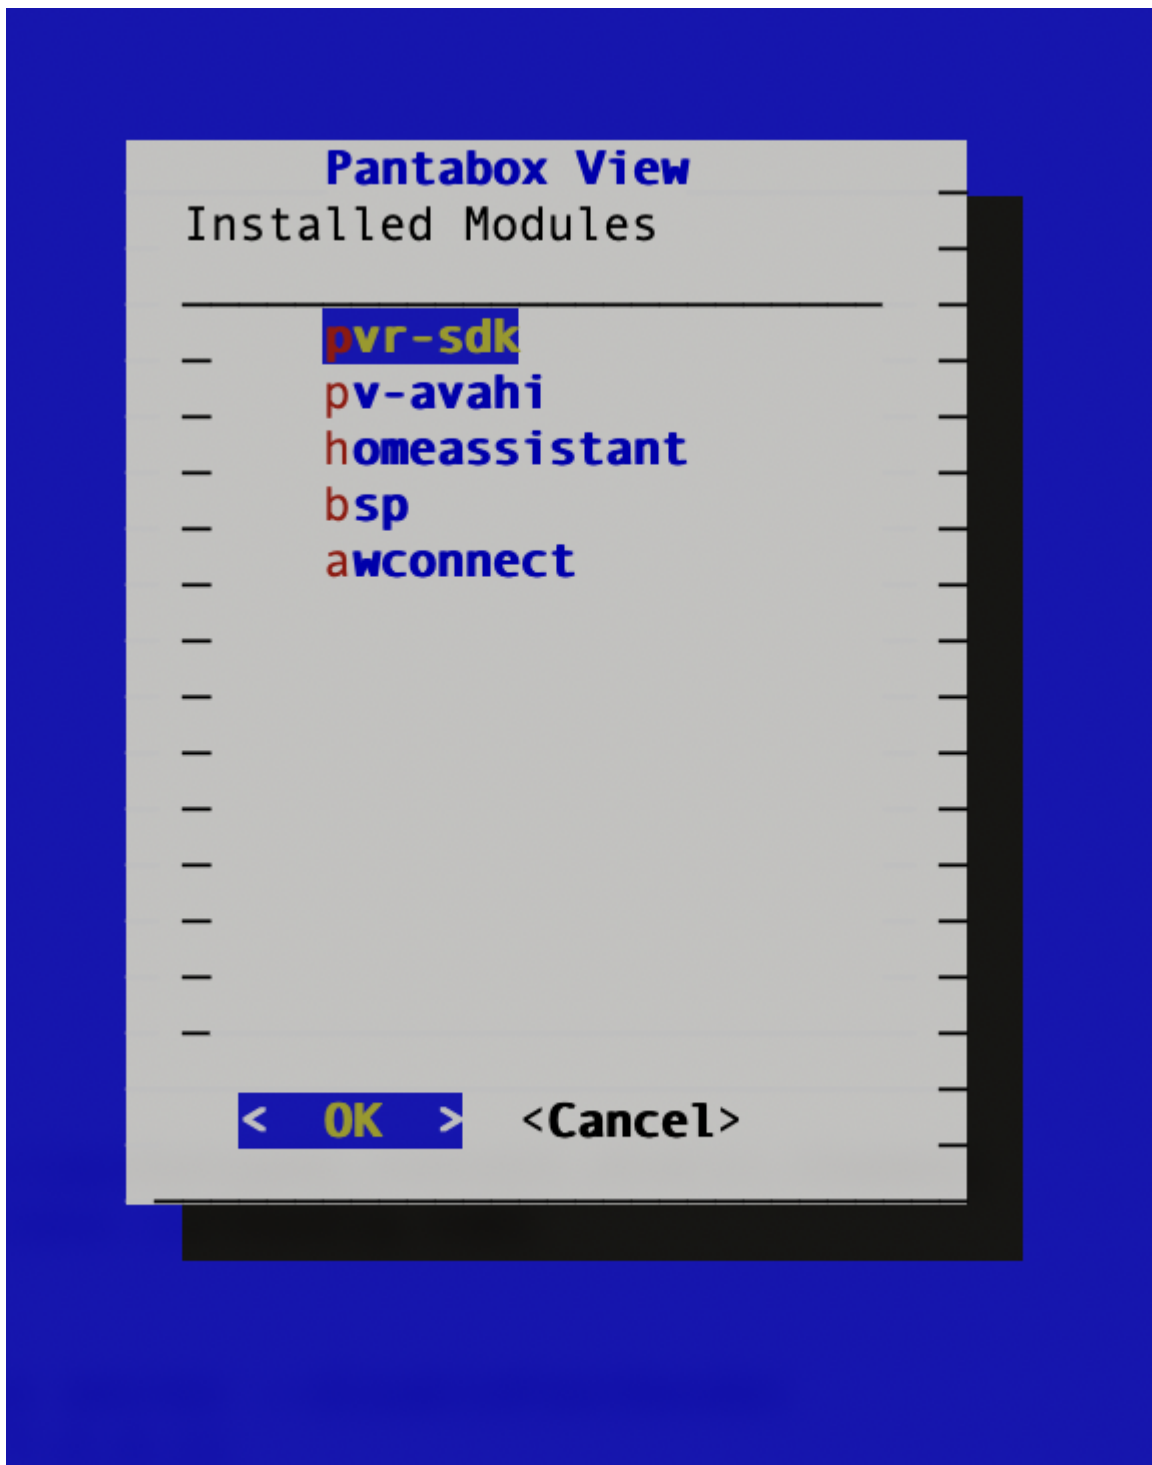 Pantabox View
Installed Modules
pvr-sdk
pv-avahi
homeassistant
bsp
awconnect
< OK > <Cancel>